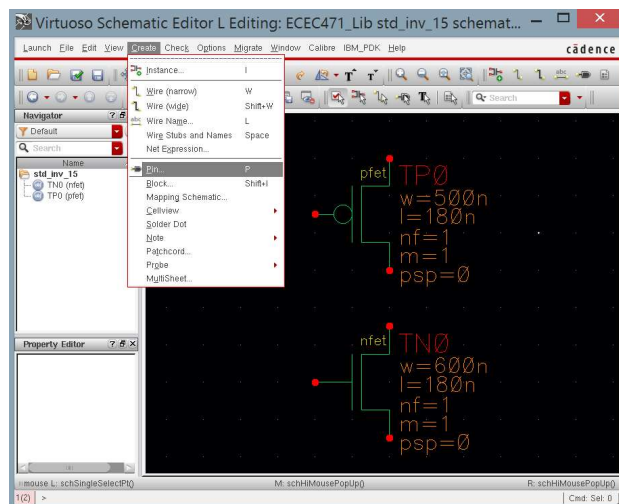 Virtuoso Schematic Editor L Editing: ECEC471_Lib std_inv_15 schemat...
Launch File Edit View Create Check Options Migrate Window Calibre IBM_PDK Help
cādence
Navigator
Default
Search
Name
std_inv_15
TN0 (nfet)
TP0 (pfet)
Property Editor
Instance... I
Wire (narrow) W
Wire (wide) Shift+W
Wire Name... L
Wire Stubs and Names Space
Net Expression...
Pin... P
Block... Shift+I
Mapping Schematic...
Cellview
Solder Dot
Note
Patchcord...
Probe
MultiSheet...
Search
pfet TP0
w=500n
l=180n
nf=1
m=1
psp=0
nfet TN0
w=600n
l=180n
nf=1
m=1
psp=0
mouse L: schSingleSelectPt() M: schHiMousePopUp() R: schHiMousePopUp()
1(2) > Cmd: Sel: 0